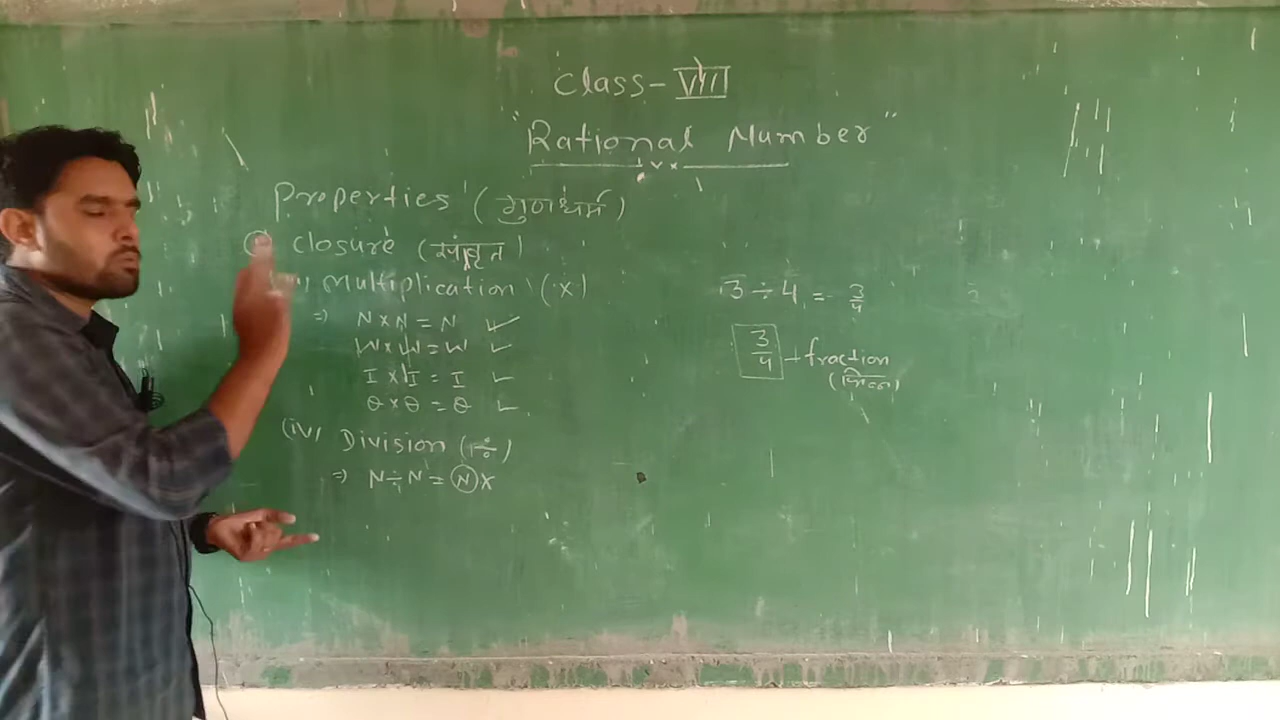 Class-VIII
"Rational Number"
Properties (गुणधर्म)
Closure (संवृत)
Multiplication (×)
⇒ N×N = N ✓
W×W=W ✓
I×I = I ✓
Q×Q = Q ✓
(iv) Division (÷)
⇒ N÷N = N ×
3÷4 = 3/4
3/4 → fraction
(भिन्न)